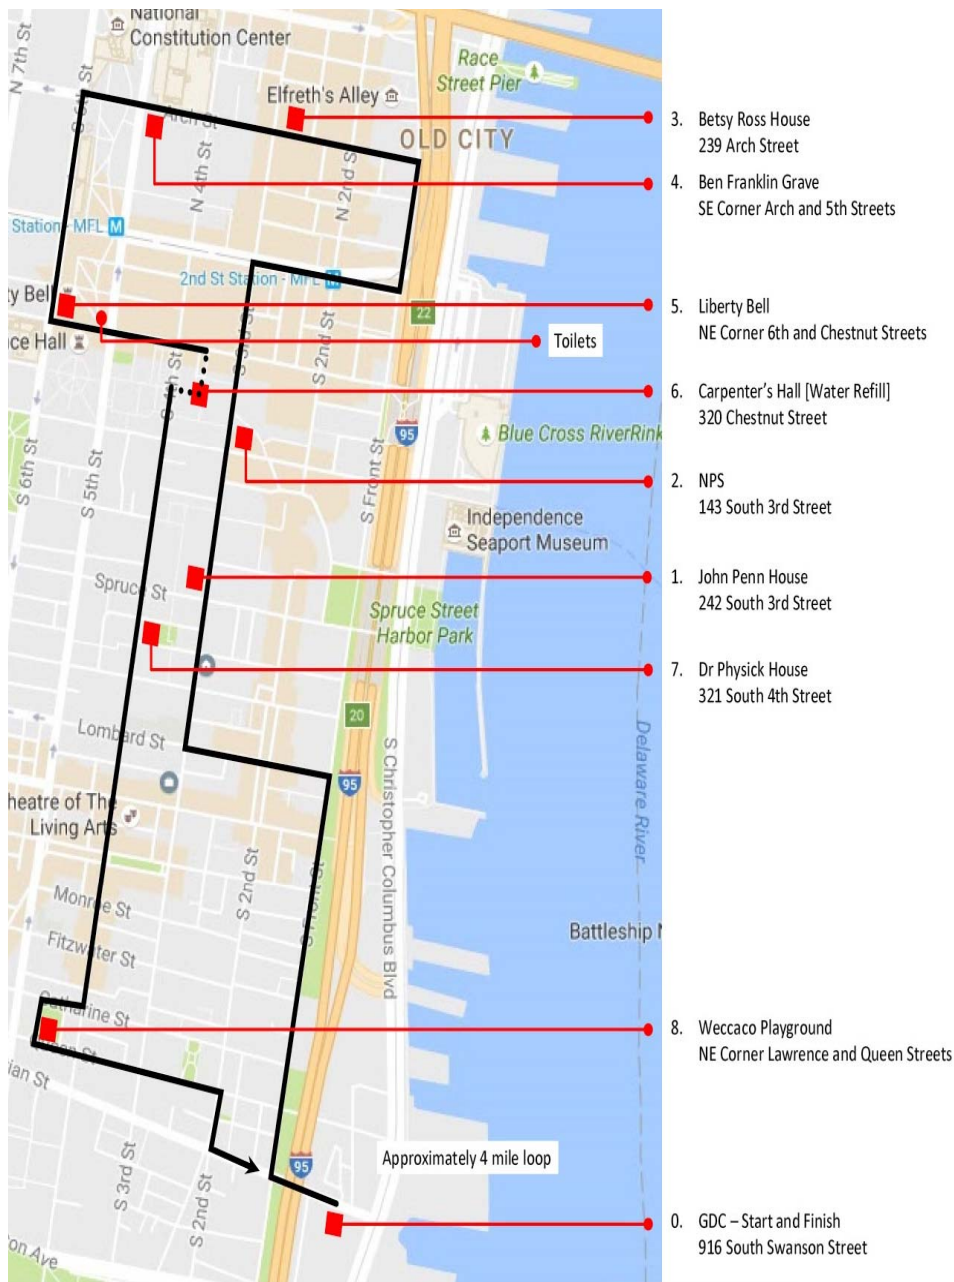 National
Constitution Center
N 7th St
S 6th St
Race
Street Pier
Elfreth's Alley
Arch St
OLD CITY
N 4th St
N 2nd St
Station - MFL
2nd St Station - MFL
ty Bell
22
S 3rd St
S 2nd St
Toilets
ce Hall
S 4th St
95
Blue Cross RiverRink
S Front St
S 6th St
S 5th St
Independence
Seaport Museum
Spruce St
Spruce Street
Harbor Park
20
Lombard St
95
S Christopher Columbus Blvd
Delaware River
heatre of The
Living Arts
S 2nd St
S Front St
Monroe St
Fitzwater St
Battleship N
Catharine St
Queen St
ian St
S 3rd St
S 2nd St
95
Approximately 4 mile loop
on Ave
3. Betsy Ross House
239 Arch Street
4. Ben Franklin Grave
SE Corner Arch and 5th Streets
5. Liberty Bell
NE Corner 6th and Chestnut Streets
6. Carpenter's Hall [Water Refill]
320 Chestnut Street
2. NPS
143 South 3rd Street
1. John Penn House
242 South 3rd Street
7. Dr Physick House
321 South 4th Street
8. Weccaco Playground
NE Corner Lawrence and Queen Streets
0. GDC – Start and Finish
916 South Swanson Street